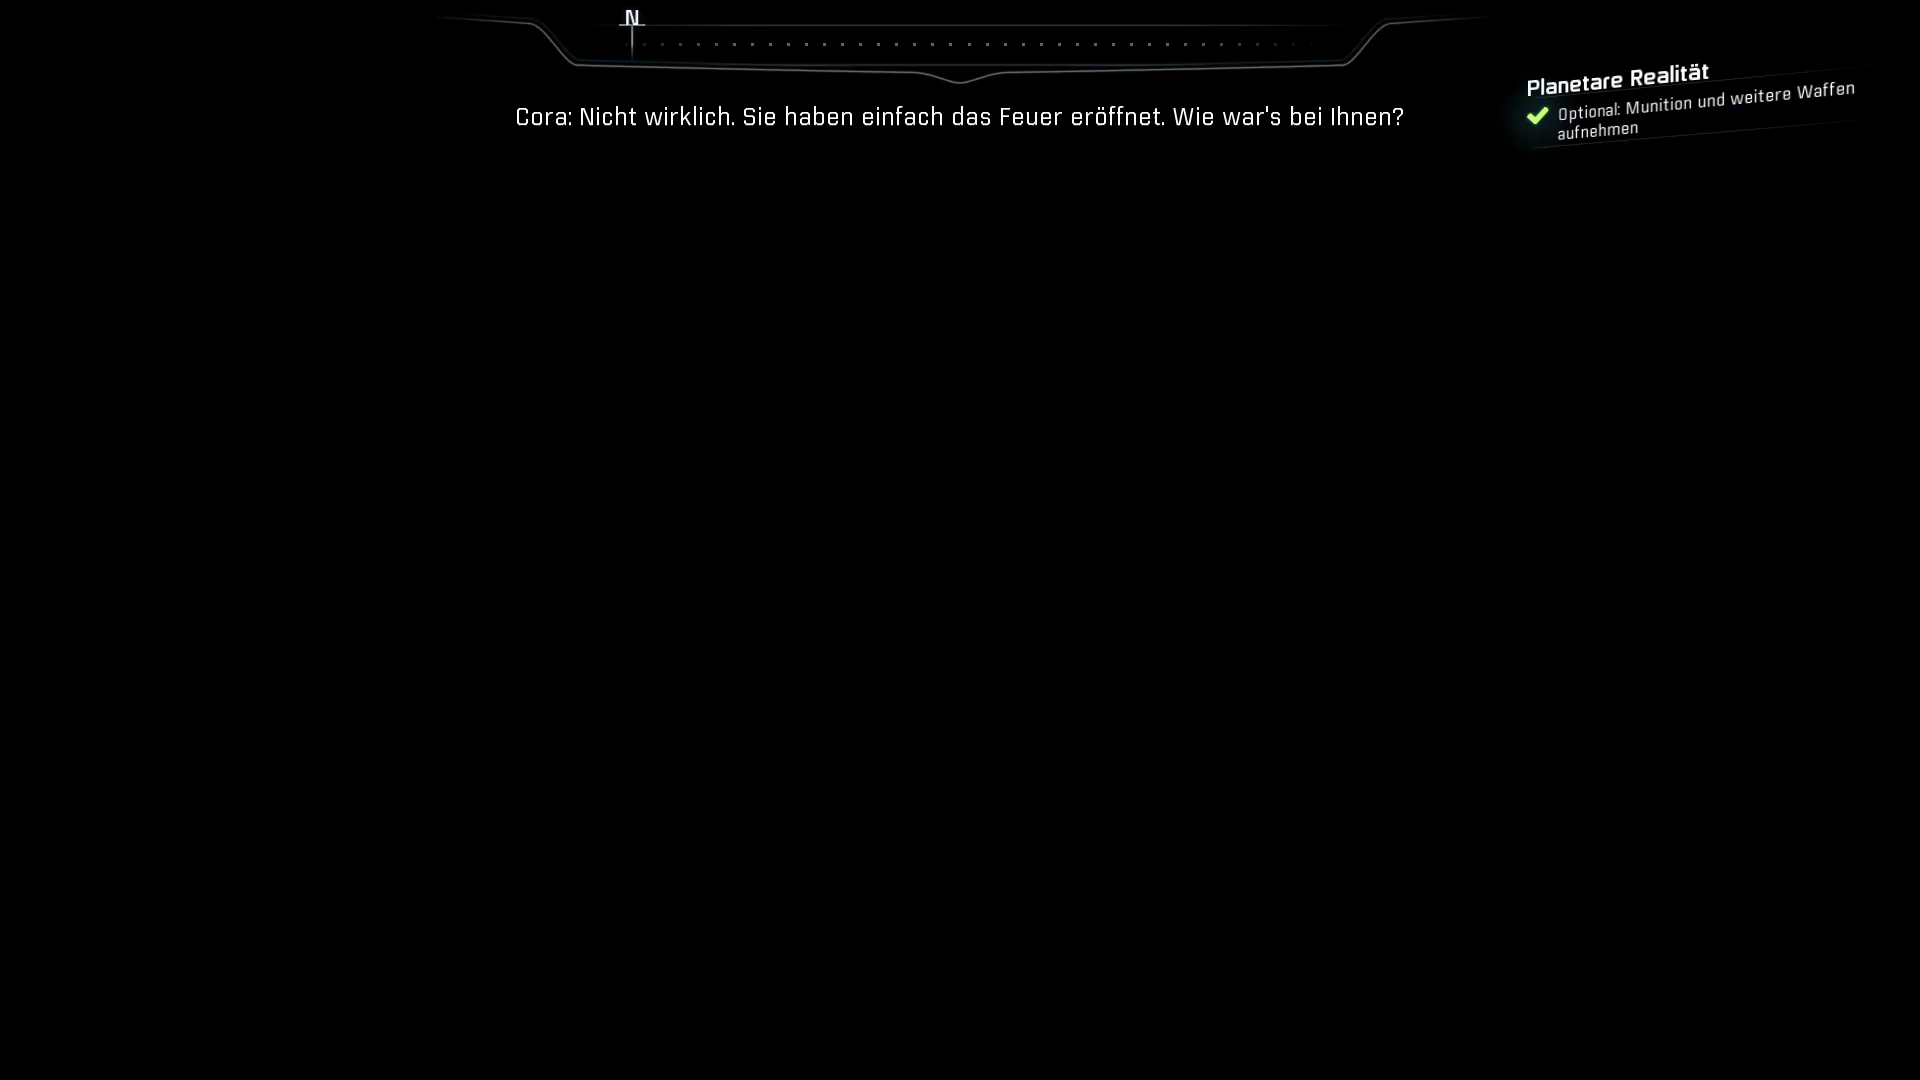 N
Cora: Nicht wirklich. Sie haben einfach das Feuer eröffnet. Wie war's bei Ihnen?
Planetare Realität
Optional: Munition und weitere Waffen
aufnehmen